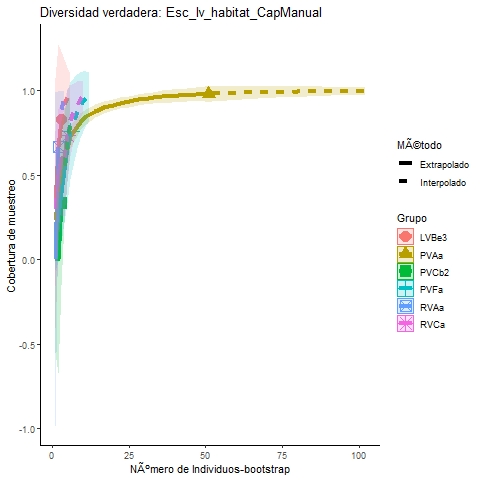 Diversidad verdadera: Esc_lv_habitat_CapManual
Cobertura de muestreo
1.0
0.5
0.0
-0.5
-1.0
0
25
50
75
100
NÃºmero de Individuos-bootstrap
MÃ©todo
Extrapolado
Interpolado
Grupo
LVBe3
PVAa
PVCb2
PVFa
RVAa
RVCa